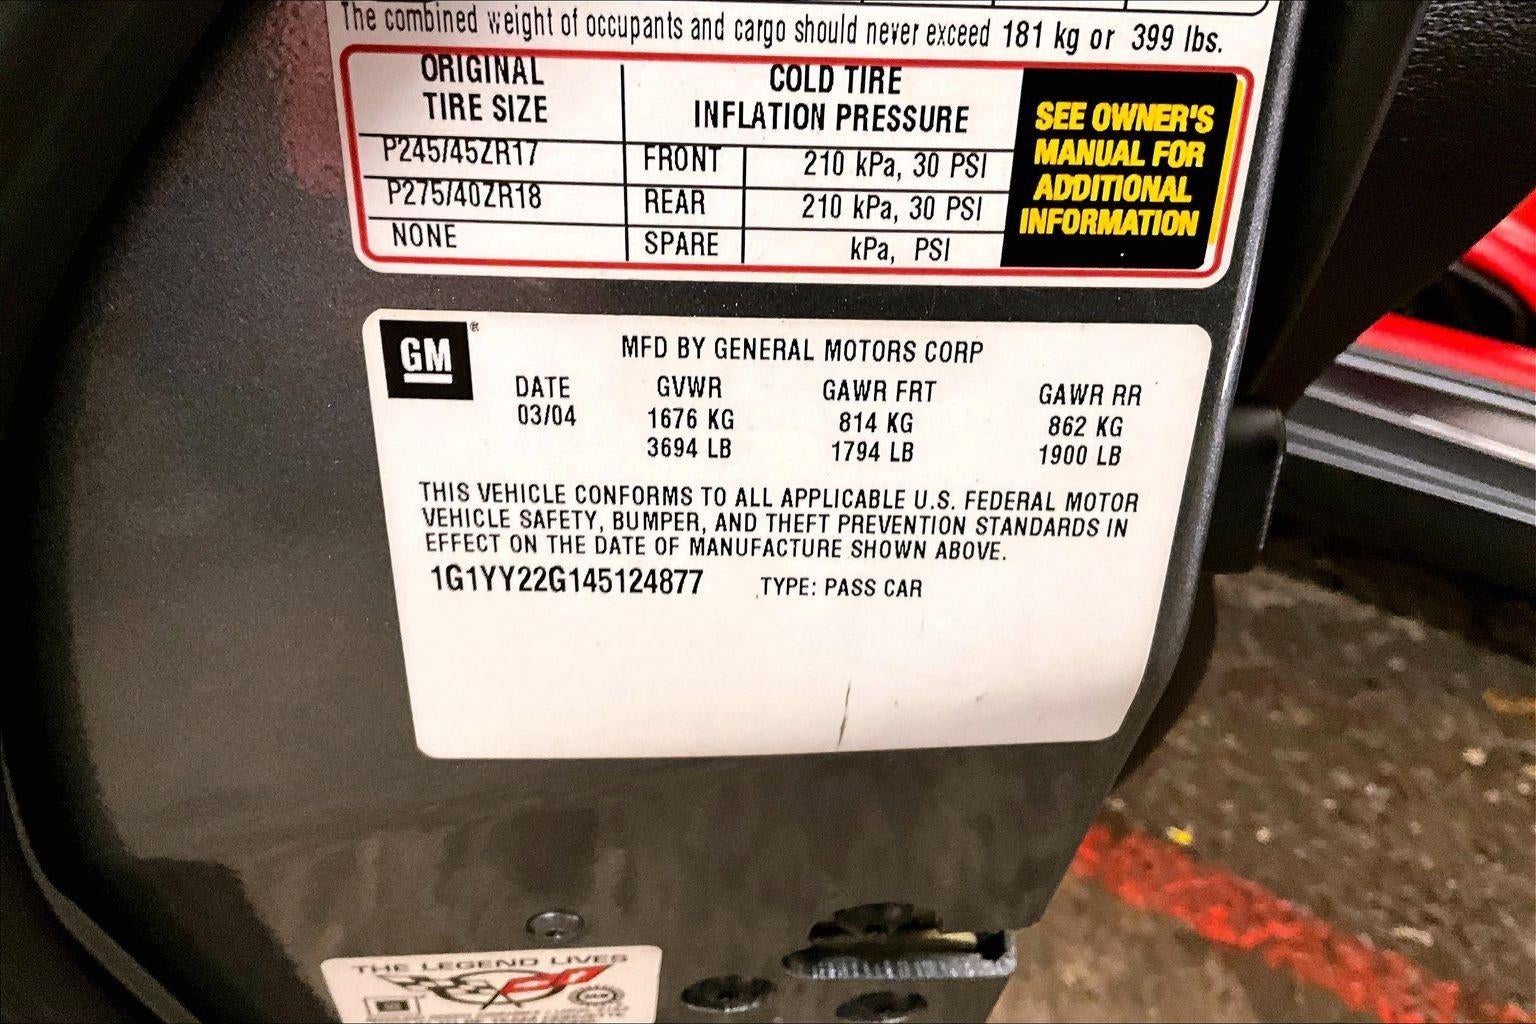 The combined weight of occupants and cargo should never exceed 181 kg or 399 lbs.
ORIGINAL
TIRE SIZE
COLD TIRE
INFLATION PRESSURE
P245/45ZR17 FRONT 210 kPa, 30 PSI
P275/40ZR18 REAR 210 kPa, 30 PSI
NONE SPARE kPa, PSI
SEE OWNER'S
MANUAL FOR
ADDITIONAL
INFORMATION
GM®
MFD BY GENERAL MOTORS CORP
DATE GVWR GAWR FRT GAWR RR
03/04 1676 KG 814 KG 862 KG
3694 LB 1794 LB 1900 LB
THIS VEHICLE CONFORMS TO ALL APPLICABLE U.S. FEDERAL MOTOR
VEHICLE SAFETY, BUMPER, AND THEFT PREVENTION STANDARDS IN
EFFECT ON THE DATE OF MANUFACTURE SHOWN ABOVE.
1G1YY22G145124877 TYPE: PASS CAR
THE LEGEND LIVES